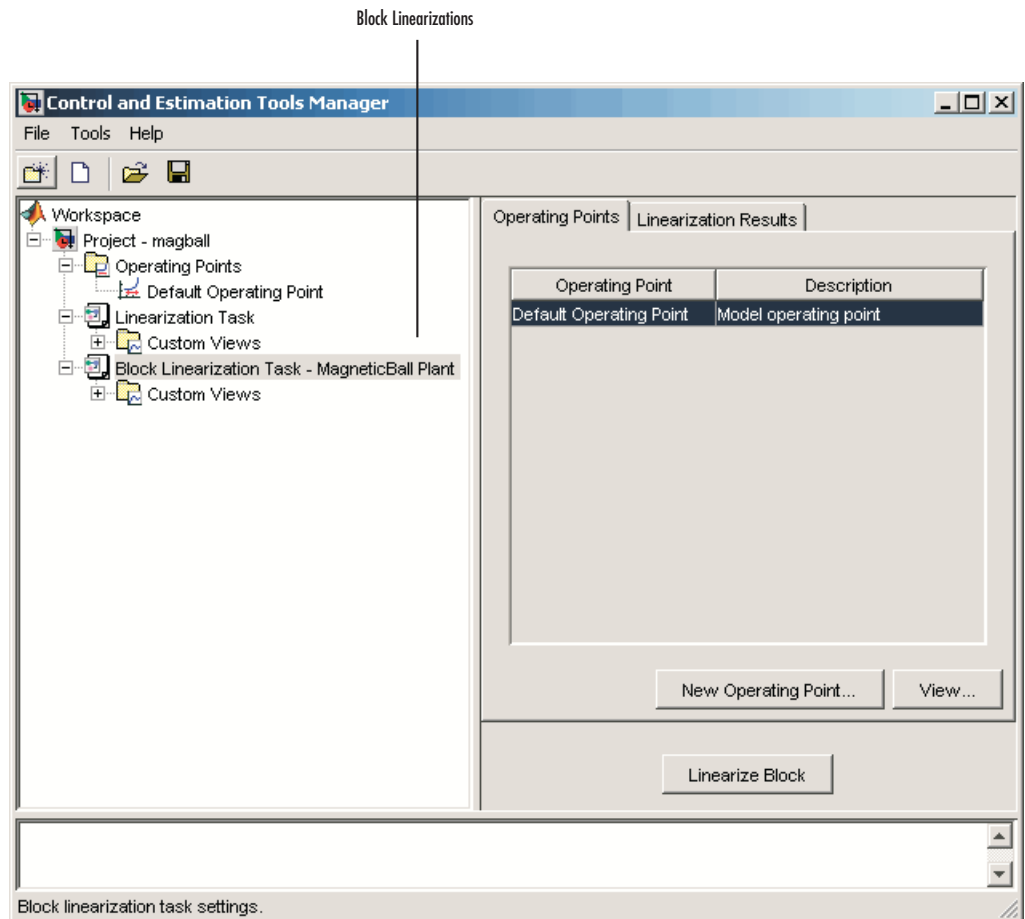 Block Linearizations
Control and Estimation Tools Manager
File Tools Help
Workspace
Project - magball
Operating Points
Default Operating Point
Linearization Task
Custom Views
Block Linearization Task - MagneticBall Plant
Custom Views
Operating Points Linearization Results
Operating Point Description
Default Operating Point Model operating point
New Operating Point... View...
Linearize Block
Block linearization task settings.